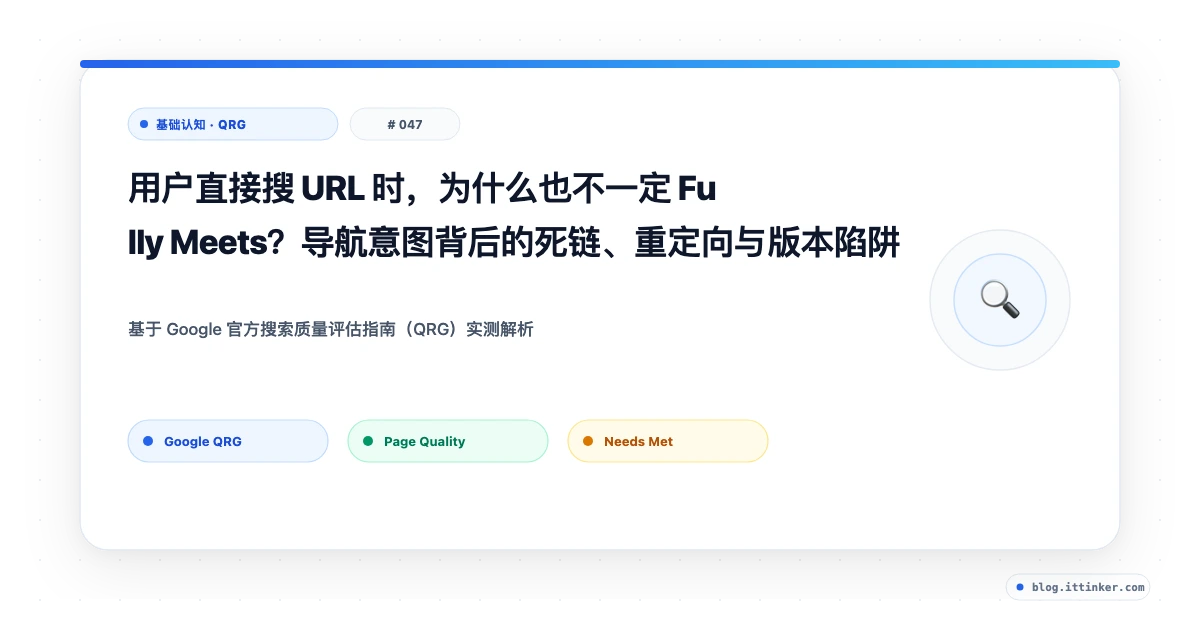 基础认知 · QRG
# 047
用户直接搜 URL 时，为什么也不一定 Fu
lly Meets？导航意图背后的死链、重定向与版本陷阱
基于 Google 官方搜索质量评估指南（QRG）实测解析
Google QRG
Page Quality
Needs Met
blog.ittinker.com